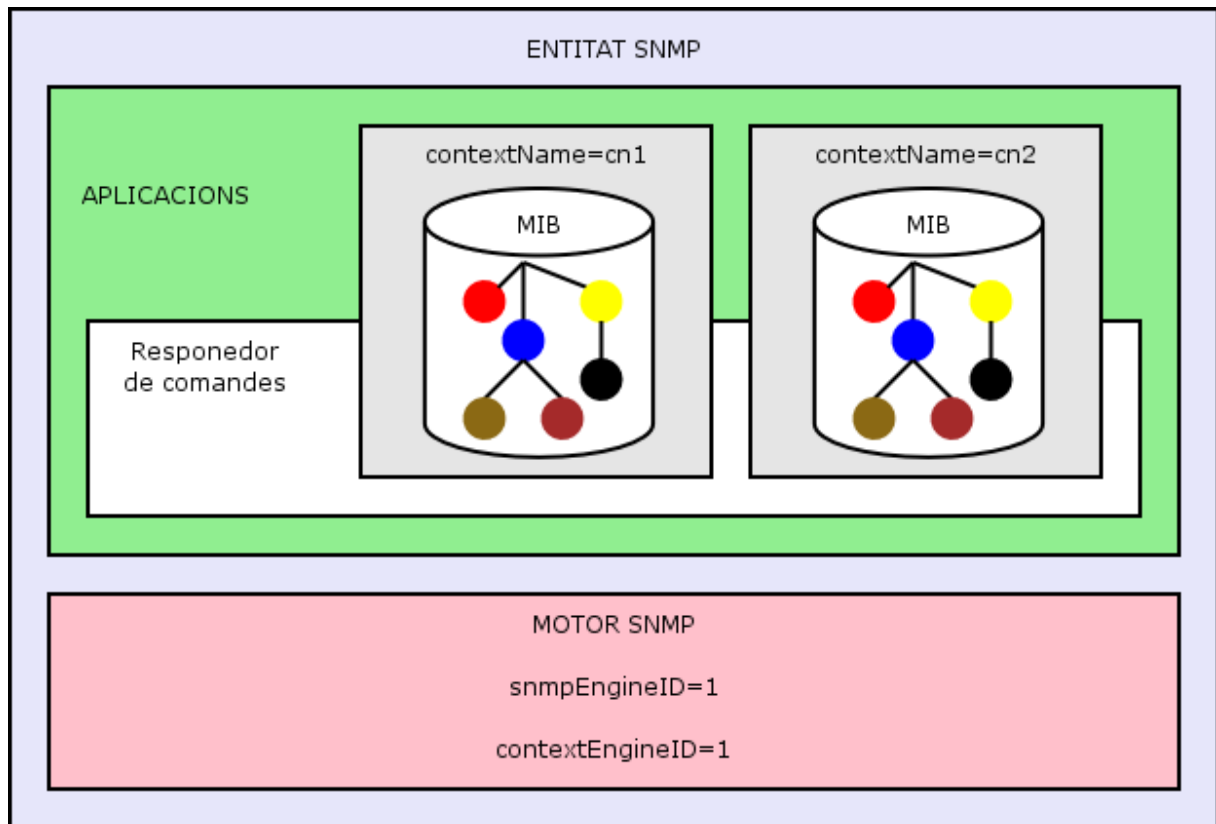 ENTITAT SNMP
APLICACIONS
contextName=cn1
MIB
contextName=cn2
MIB
Responedor
de comandes
MOTOR SNMP
snmpEngineID=1
contextEngineID=1